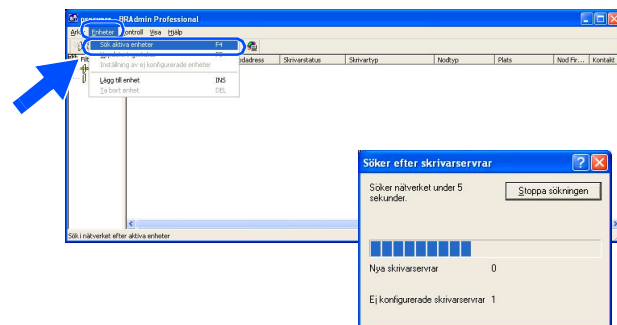 BRAdmin Professional
Enheter Kontroll Visa Hjälp
Sök aktiva enheter F4
Inställning av ej konfigurerade enheter
Lägg till enhet INS
Ta bort enhet DEL
Skrivarstatus Skrivartyp Nodtyp Plats Nod Fir... Kontakt
Sök i nätverket efter aktiva enheter
Söker efter skrivarservrar
Söker nätverket under 5
sekunder.
Stoppa sökningen
Nya skrivarservrar 0
Ej konfigurerade skrivarservrar 1